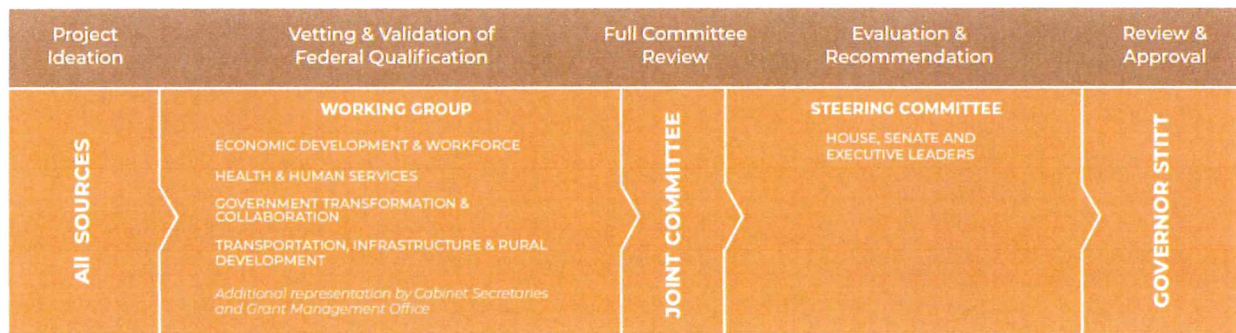 Project
Ideation
Vetting & Validation of
Federal Qualification
Full Committee
Review
Evaluation &
Recommendation
Review &
Approval
All SOURCES
WORKING GROUP
ECONOMIC DEVELOPMENT & WORKFORCE
HEALTH & HUMAN SERVICES
GOVERNMENT TRANSFORMATION &
COLLABORATION
TRANSPORTATION, INFRASTRUCTURE & RURAL
DEVELOPMENT
Additional representation by Cabinet Secretaries
and Grant Management Office
JOINT COMMITTEE
STEERING COMMITTEE
HOUSE, SENATE AND
EXECUTIVE LEADERS
GOVERNOR STITT